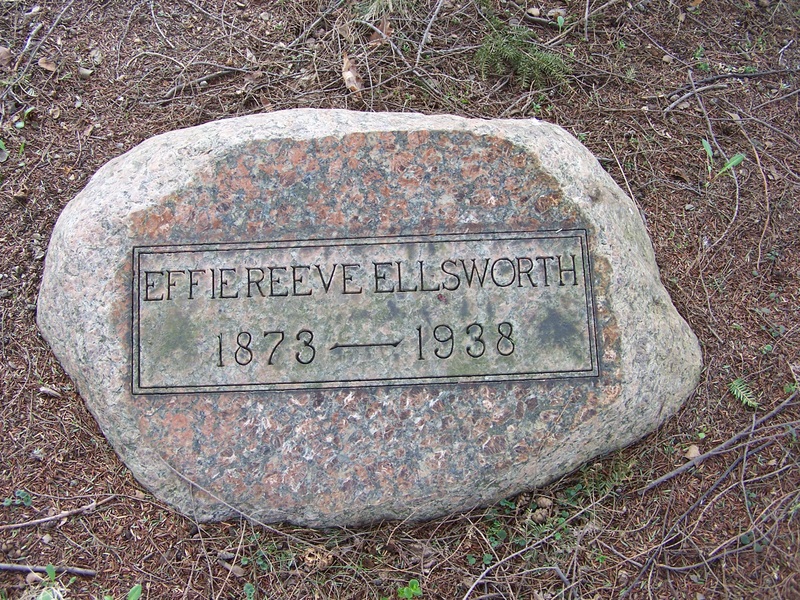 EFFIE REEVE ELLSWORTH
1873 — 1938